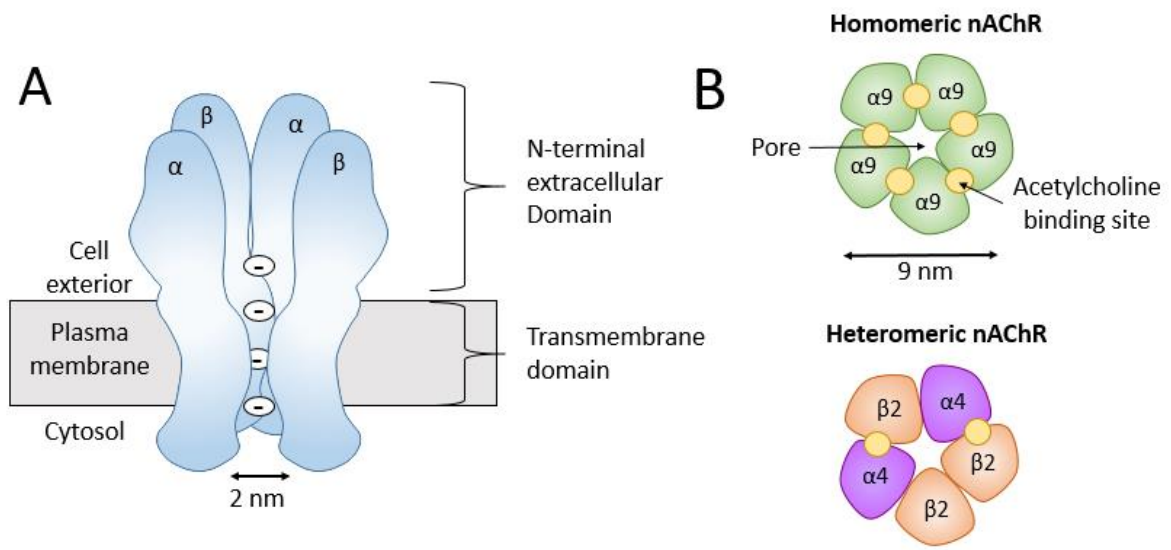 A
β
α
α
β
N-terminal
extracellular
Domain
Cell
exterior
-
-
-
-
Plasma
membrane
Transmembrane
domain
Cytosol
2 nm
B
Homomeric nAChR
α9
α9
Pore
α9
α9
α9
Acetylcholine
binding site
9 nm
Heteromeric nAChR
β2
α4
α4
β2
β2